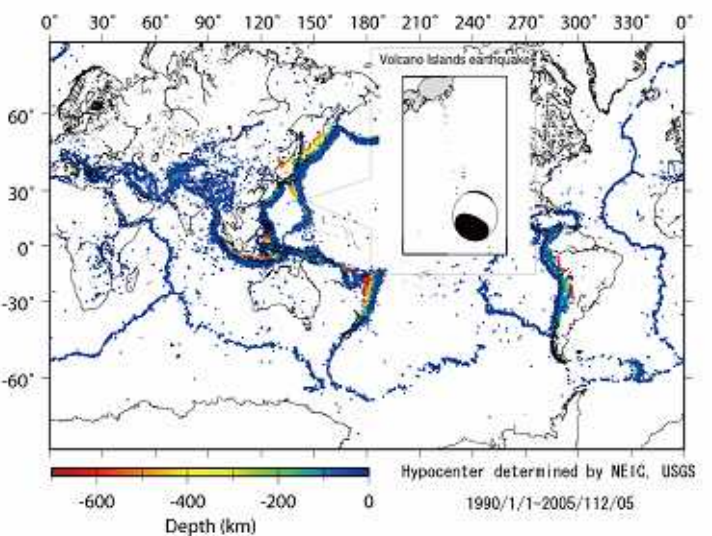 0° 30° 60° 90° 120° 150° 180° 210° 240° 270° 300° 330° 0°
Volcano Islands earthquake
60°
30°
0°
-30°
-60°
-600 -400 -200 0
Depth (km)
Hypocenter determined by NEIC, USGS
1990/1/1-2005/112/05